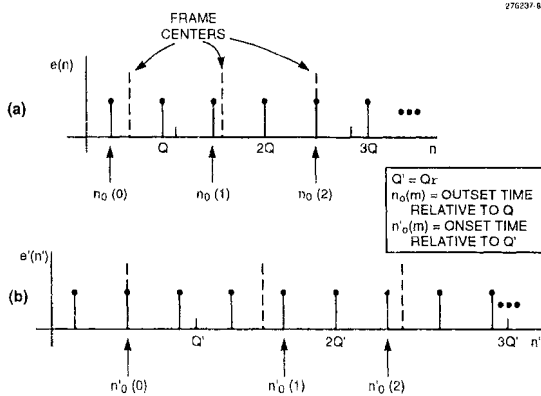 276237-6
FRAME
CENTERS
e(n)
(a)
Q
2Q
3Q
n
n₀ (0)
n₀ (1)
n₀ (2)
Q' = Qr
n₀(m) = OUTSET TIME
RELATIVE TO Q
n'₀(m) = ONSET TIME
RELATIVE TO Q'
e'(n')
(b)
Q'
2Q'
3Q'
n'
n'₀ (0)
n'₀ (1)
n'₀ (2)